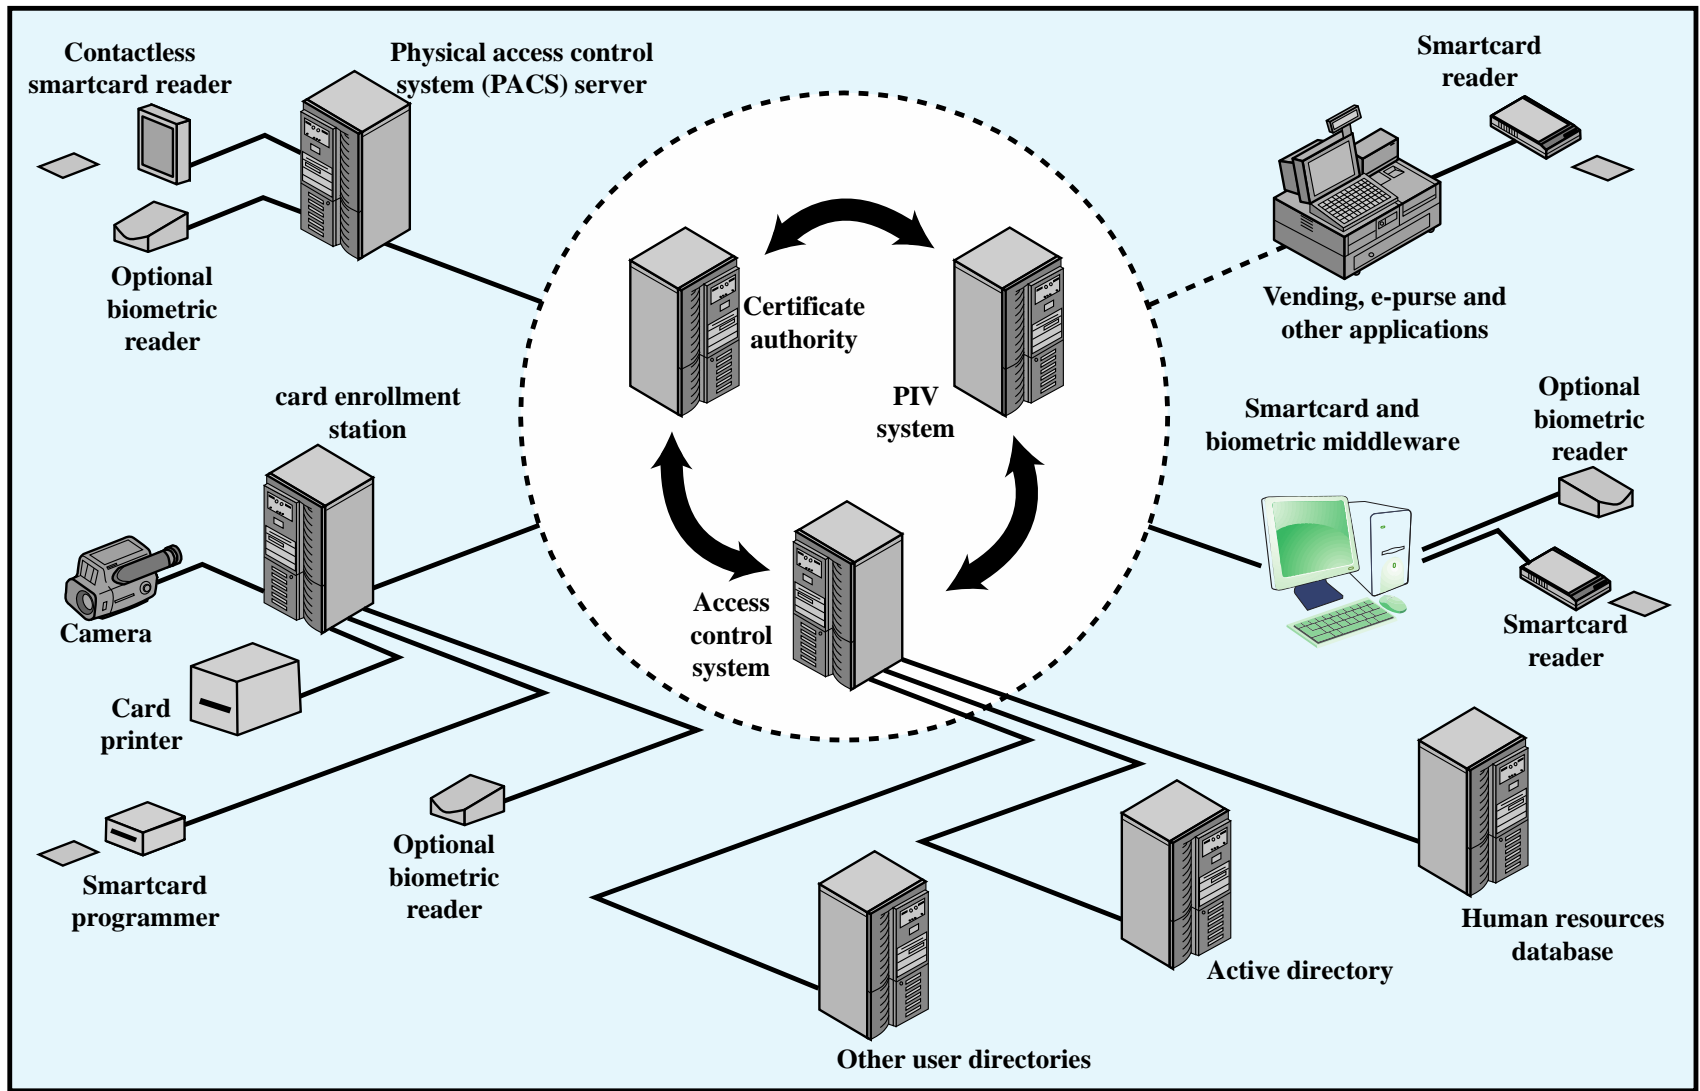 Contactless
smartcard reader
Physical access control
system (PACS) server
Smartcard
reader
Optional
biometric
reader
Certificate
authority
Vending, e-purse and
other applications
card enrollment
station
PIV
system
Smartcard and
biometric middleware
Optional
biometric
reader
Camera
Access
control
system
Smartcard
reader
Card
printer
Smartcard
programmer
Optional
biometric
reader
Human resources
database
Active directory
Other user directories